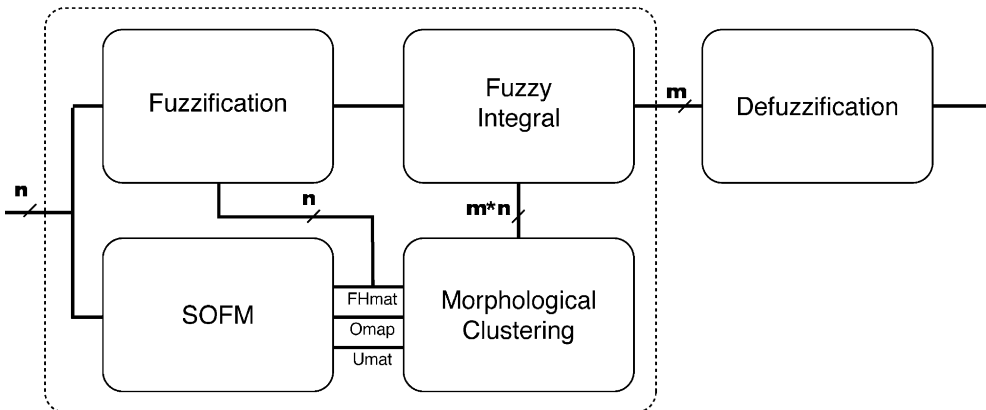 Fuzzification
Fuzzy
Integral
m
Defuzzification
n
n
m*n
SOFM
FHmat
Omap
Umat
Morphological
Clustering